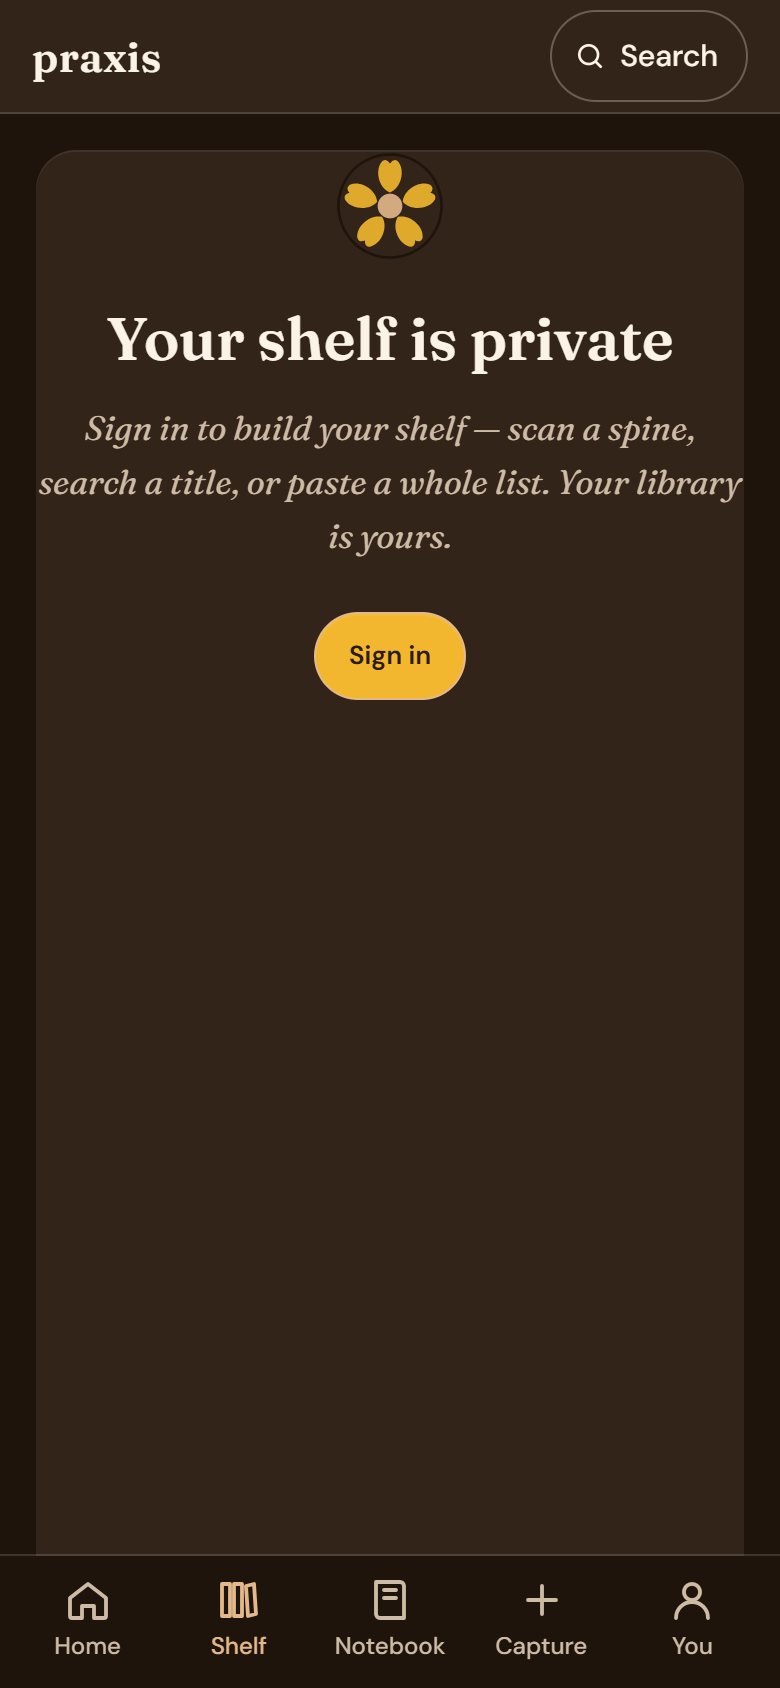 praxis
Search
Your shelf is private
Sign in to build your shelf — scan a spine,
search a title, or paste a whole list. Your library
is yours.
Sign in
Home
Shelf
Notebook
Capture
You